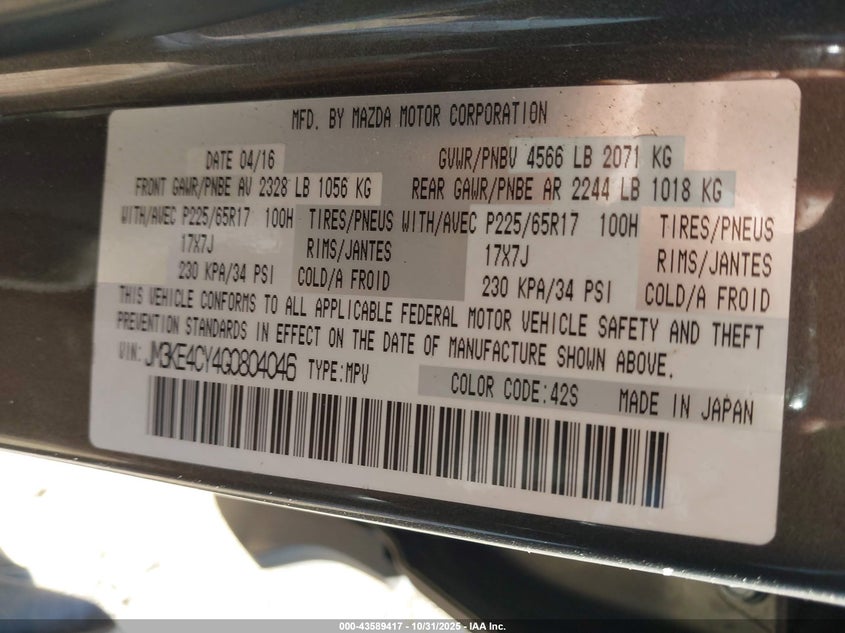 MFD. BY MAZDA MOTOR CORPORATION
DATE 04/16 GVWR/PNBV 4566 LB 2071 KG
FRONT GAWR/PNBE AV 2328 LB 1056 KG REAR GAWR/PNBE AR 2244 LB 1018 KG
WITH/AVEC P225/65R17 100H TIRES/PNEUS WITH/AVEC P225/65R17 100H TIRES/PNEUS
17X7J RIMS/JANTES 17X7J RIMS/JANTES
230 KPA/34 PSI COLD/A FROID 230 KPA/34 PSI COLD/A FROID
THIS VEHICLE CONFORMS TO ALL APPLICABLE FEDERAL MOTOR VEHICLE SAFETY AND THEFT
PREVENTION STANDARDS IN EFFECT ON THE DATE OF MANUFACTURE SHOWN ABOVE.
VIN: JM3KE4CY4G0804046 TYPE:MPV COLOR CODE:42S MADE IN JAPAN
000-43589417 - 10/31/2025 - IAA Inc.